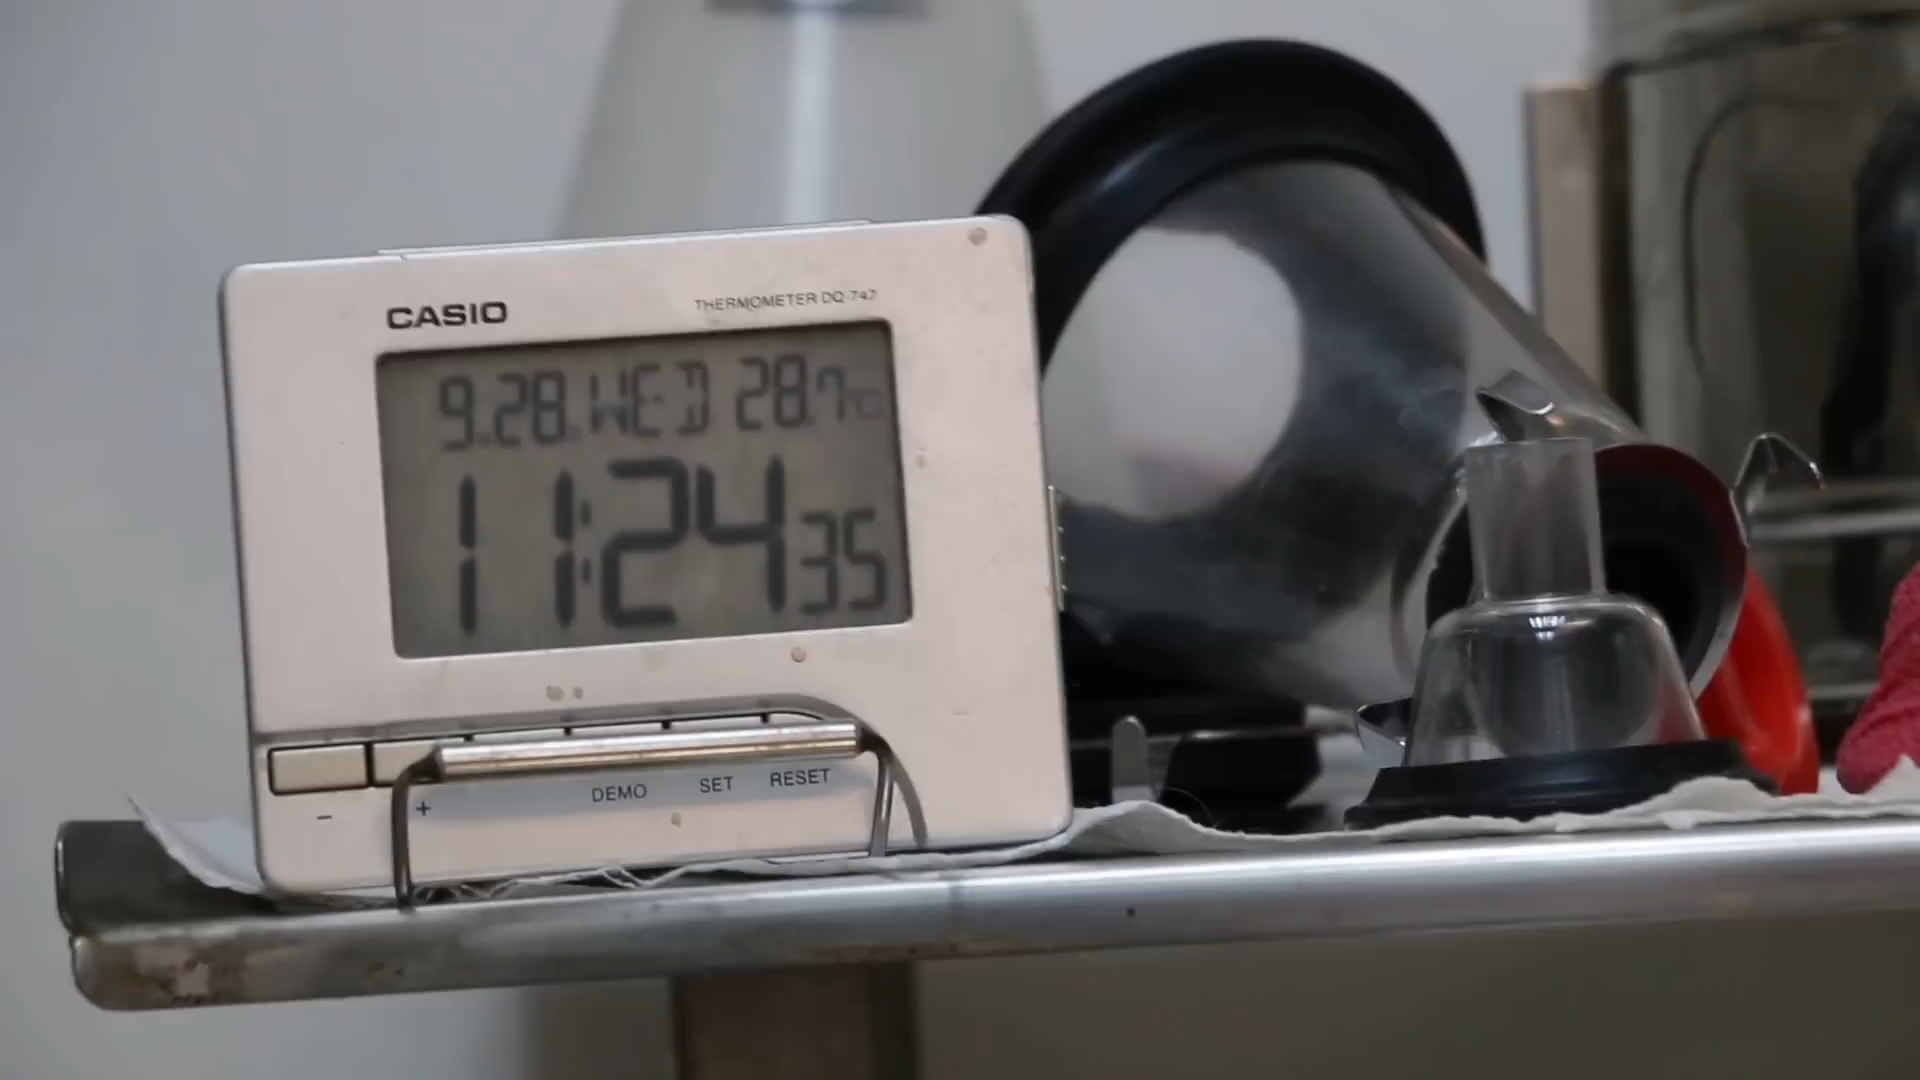 CASIO THERMOMETER DQ-747
9.28. WED 28.7°C
11:24 35
- + DEMO SET RESET